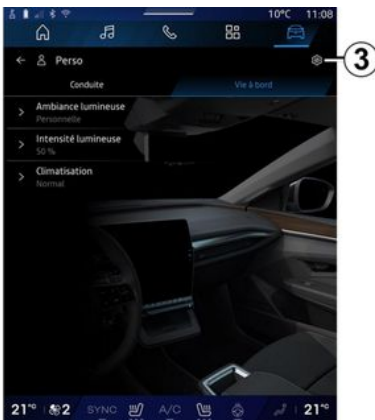 10°C 11:08
Perso
3
Conduite Vie à bord
Ambiance lumineuse
Personnelle
Intensité lumineuse
50 %
Climatisation
Normal
21°C 2 SYNC A/C 21°C